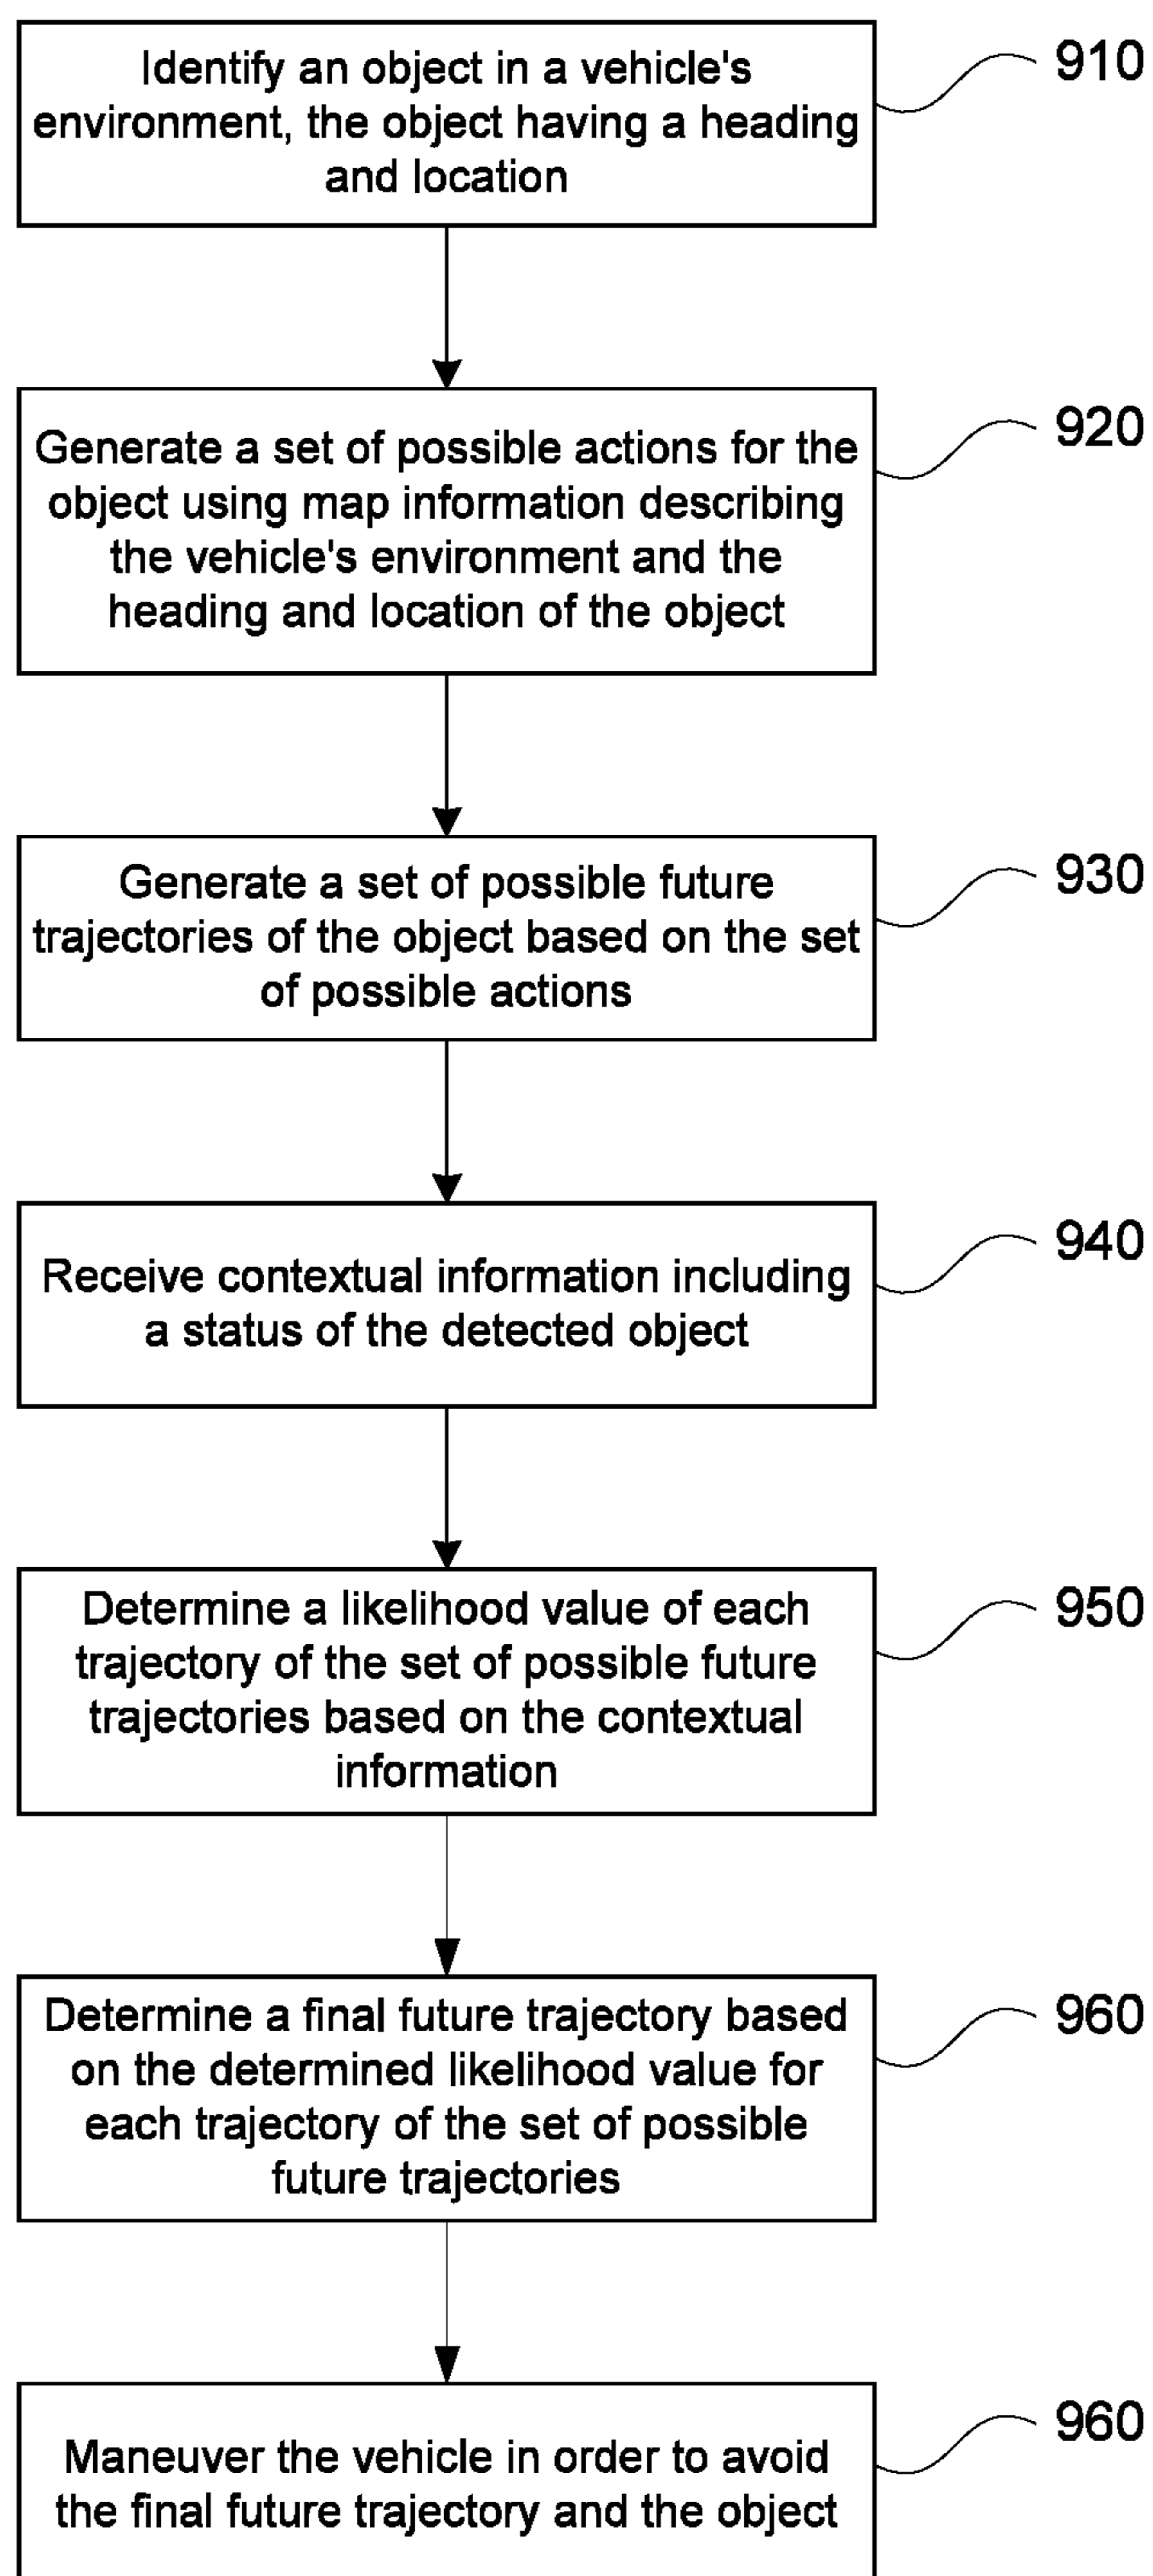 Identify an object in a vehicle's
environment, the object having a heading
and location
910
Generate a set of possible actions for the
object using map information describing
the vehicle's environment and the
heading and location of the object
920
Generate a set of possible future
trajectories of the object based on the set
of possible actions
930
Receive contextual information including
a status of the detected object
940
Determine a likelihood value of each
trajectory of the set of possible future
trajectories based on the contextual
information
950
Determine a final future trajectory based
on the determined likelihood value for
each trajectory of the set of possible
future trajectories
960
Maneuver the vehicle in order to avoid
the final future trajectory and the object
960